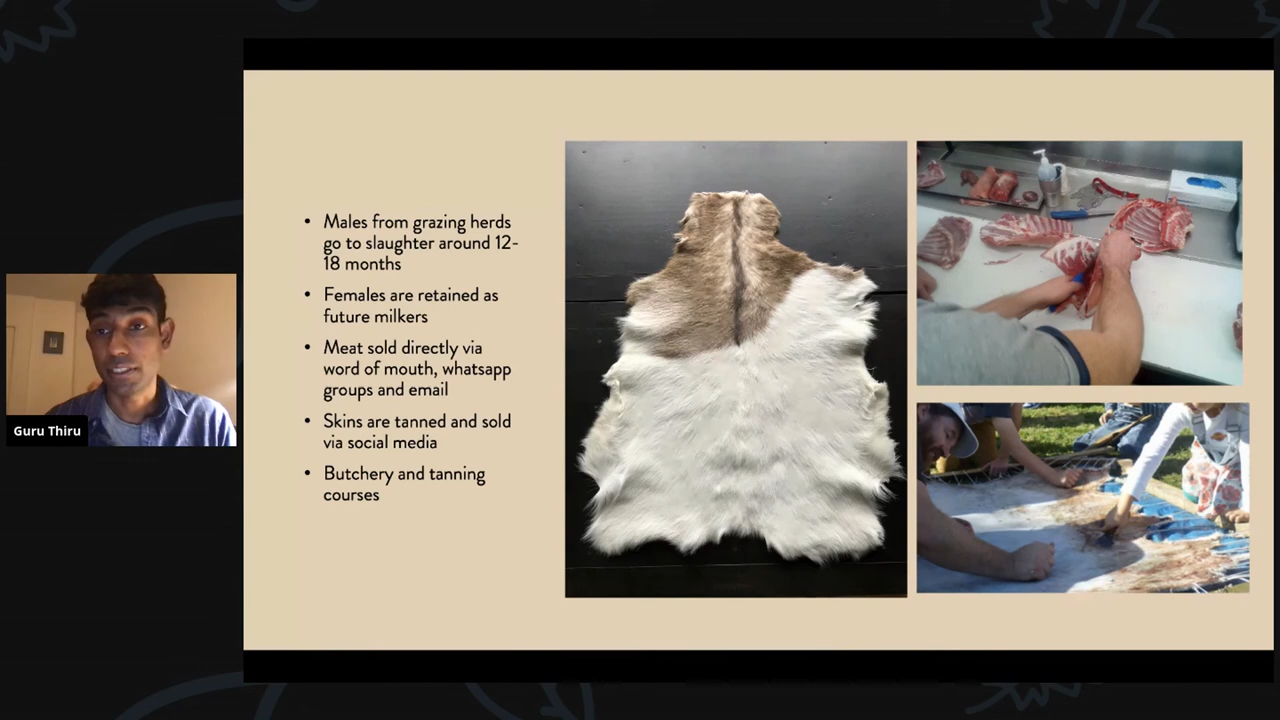 • Males from grazing herds
go to slaughter around 12-
18 months
• Females are retained as
future milkers
• Meat sold directly via
word of mouth, whatsapp
groups and email
• Skins are tanned and sold
via social media
• Butchery and tanning
courses
Guru Thiru